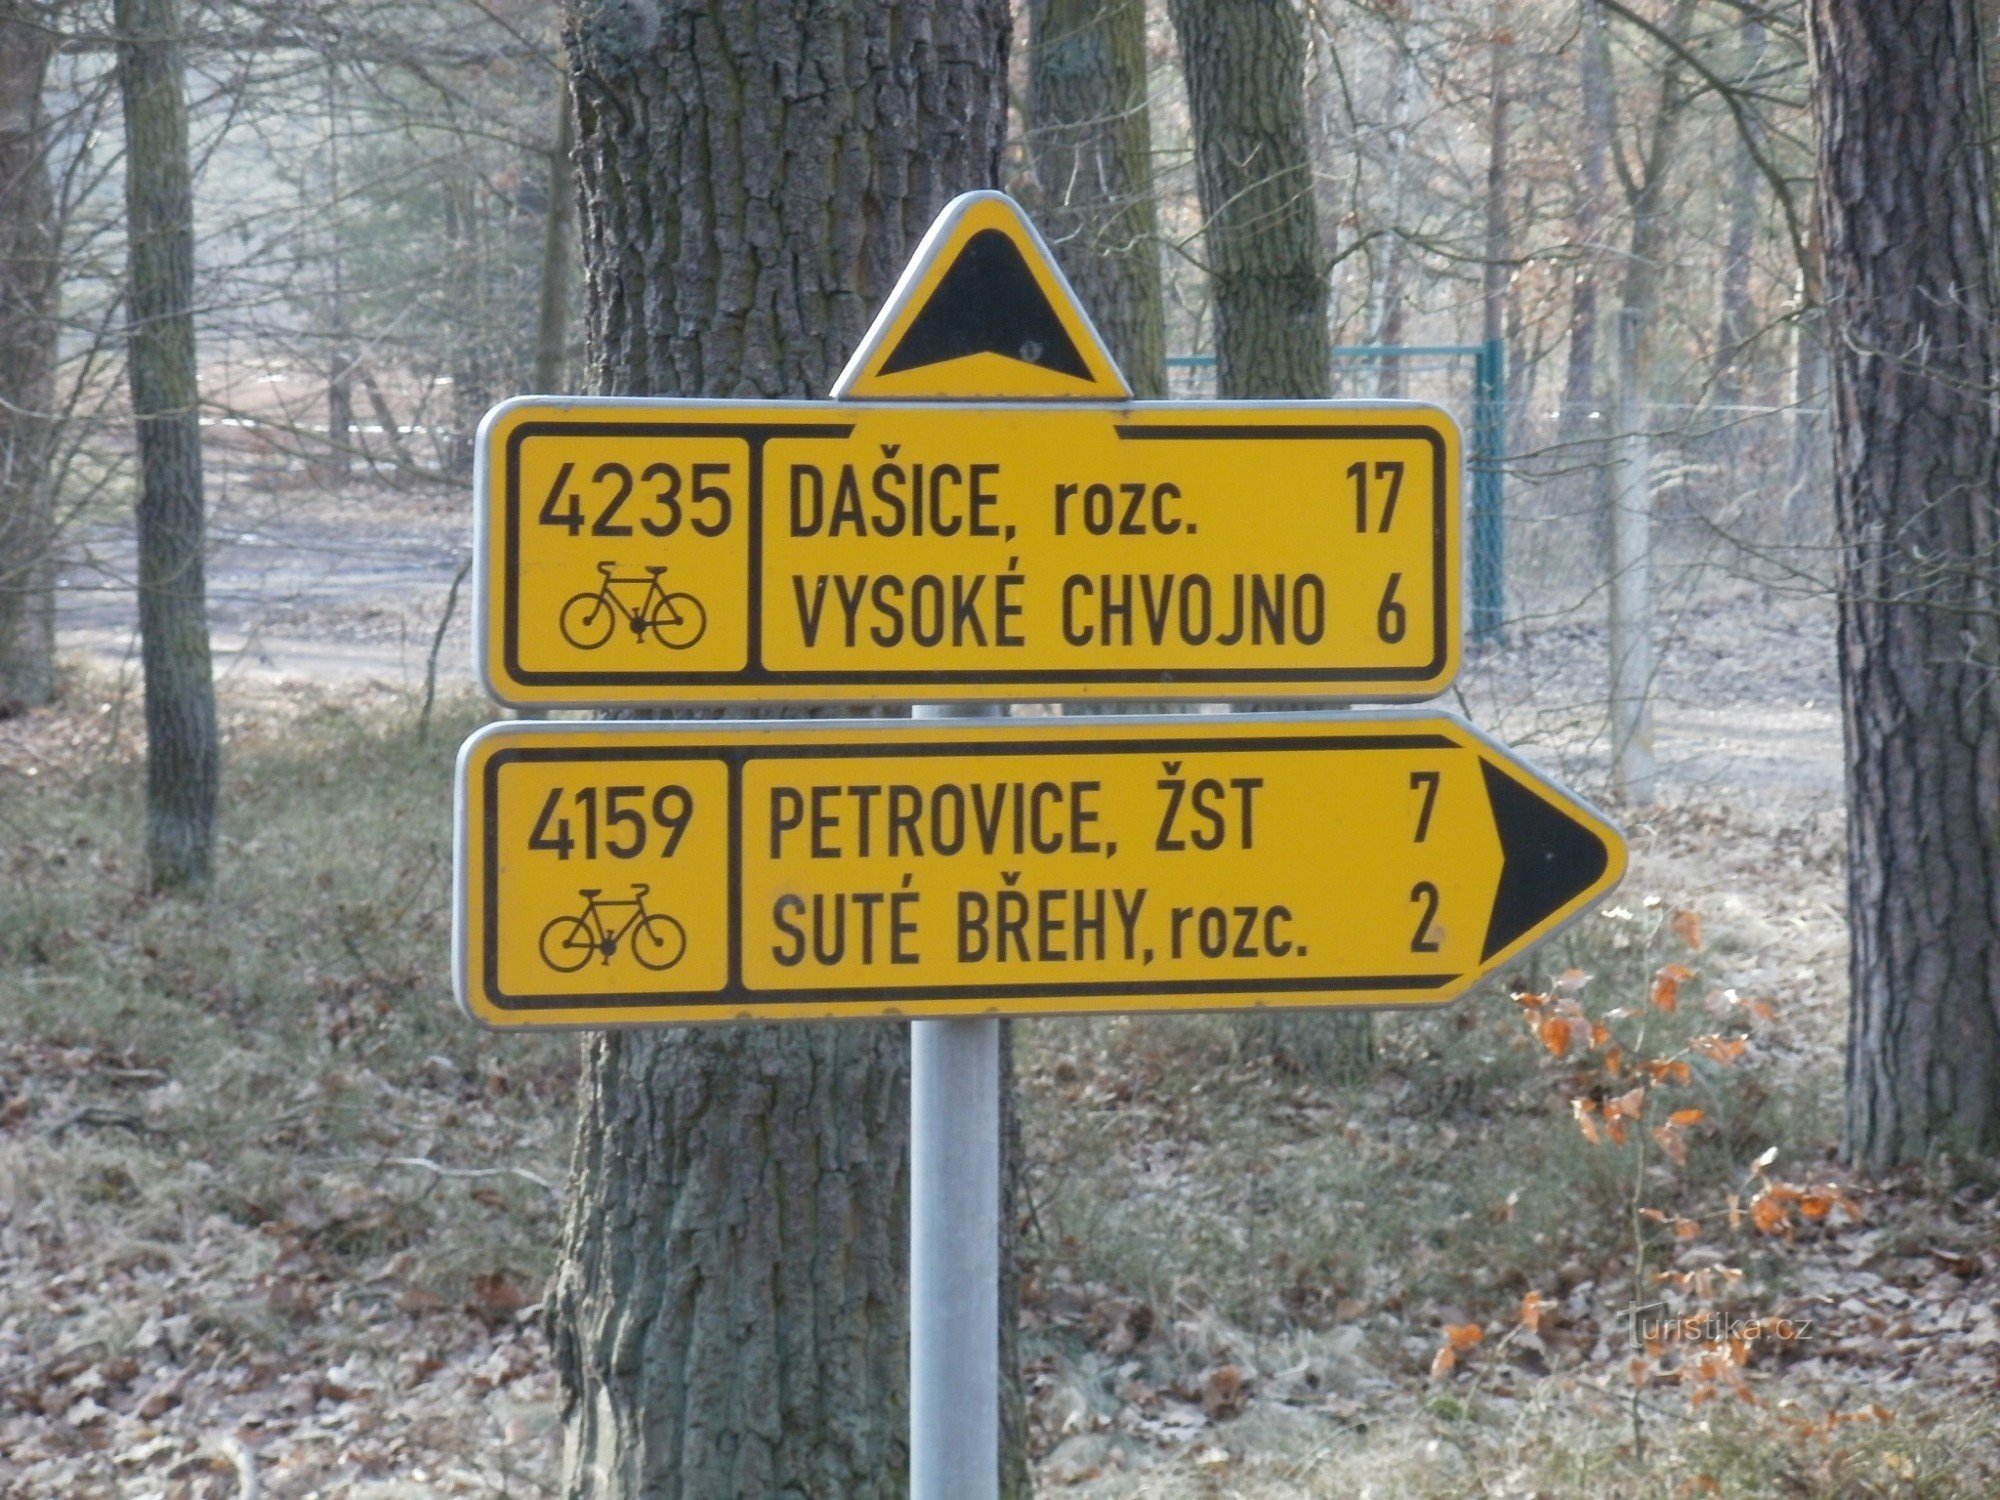 4235 DAŠICE, rozc. 17
VYSOKÉ CHVOJNO 6
4159 PETROVICE, ŽST 7
SUTÉ BŘEHY, rozc. 2
Turistika.cz